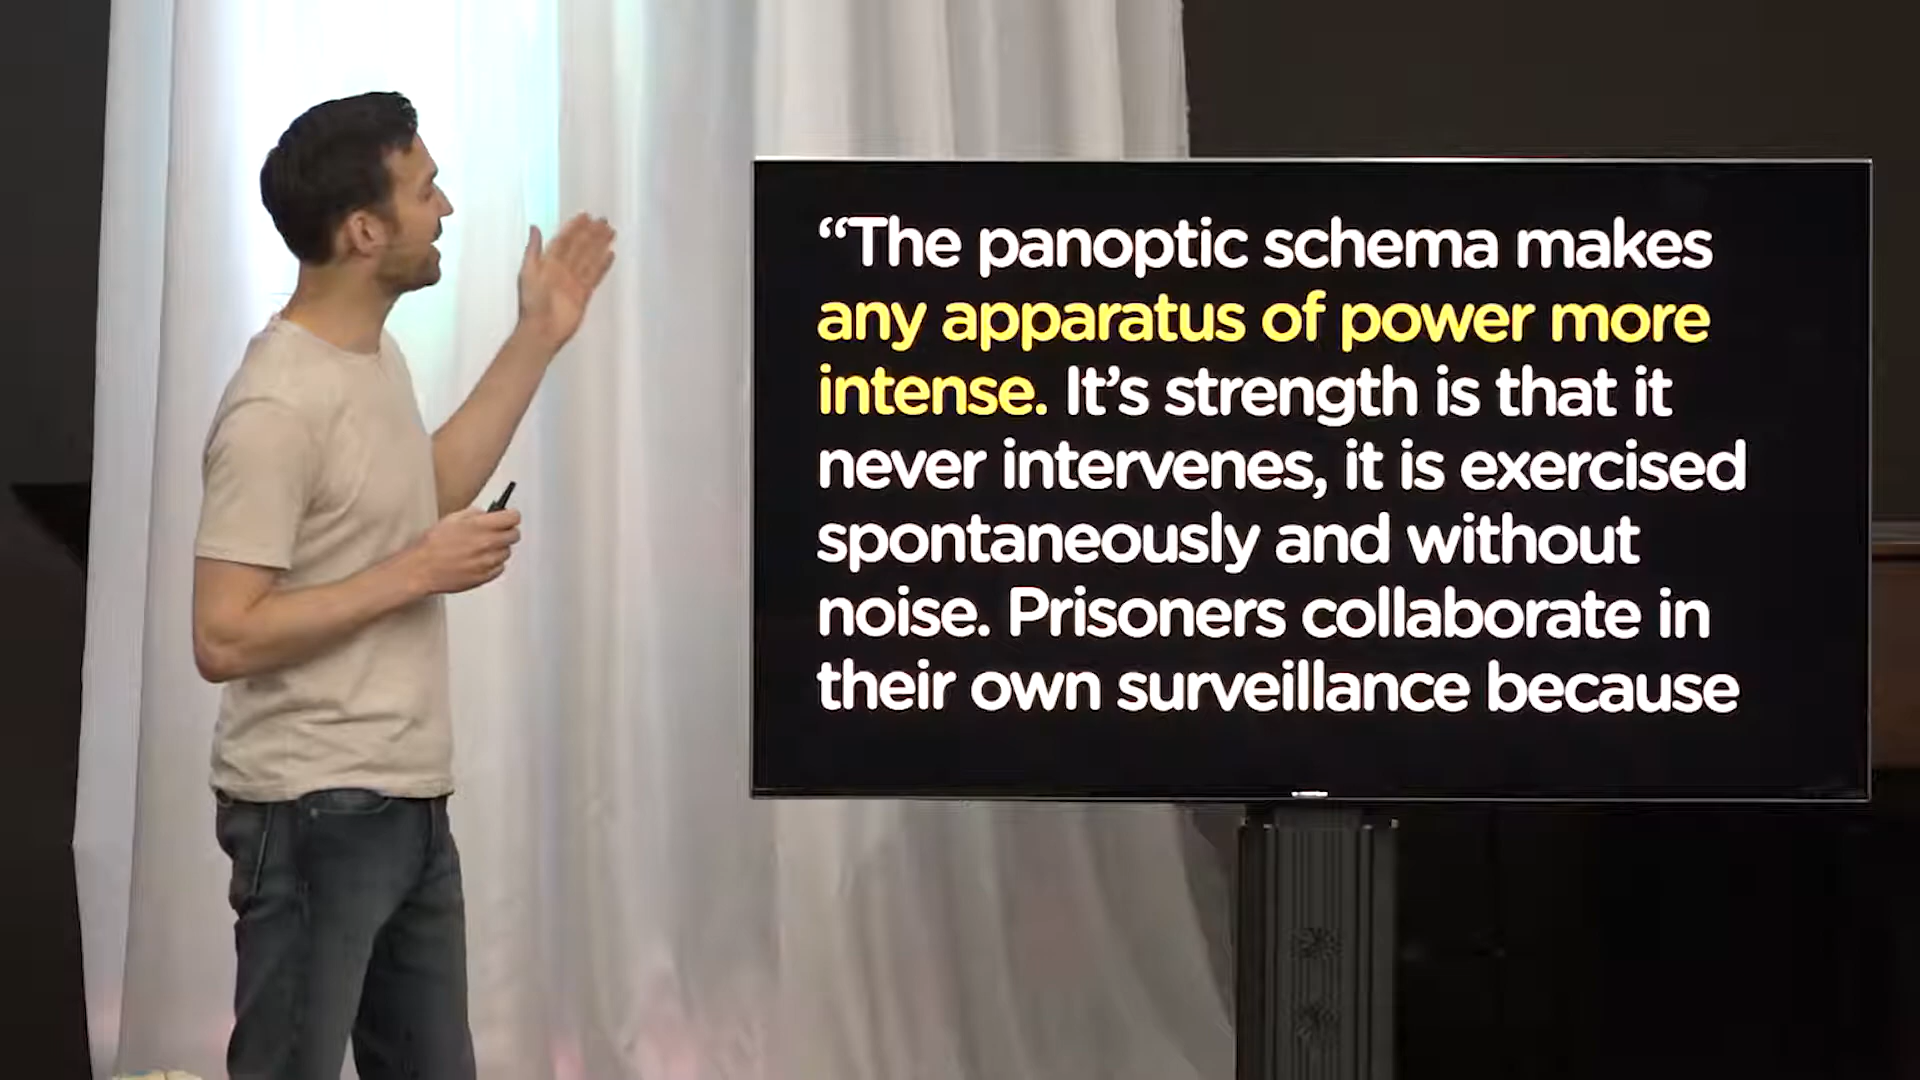 “The panoptic schema makes
any apparatus of power more
intense. It’s strength is that it
never intervenes, it is exercised
spontaneously and without
noise. Prisoners collaborate in
their own surveillance because